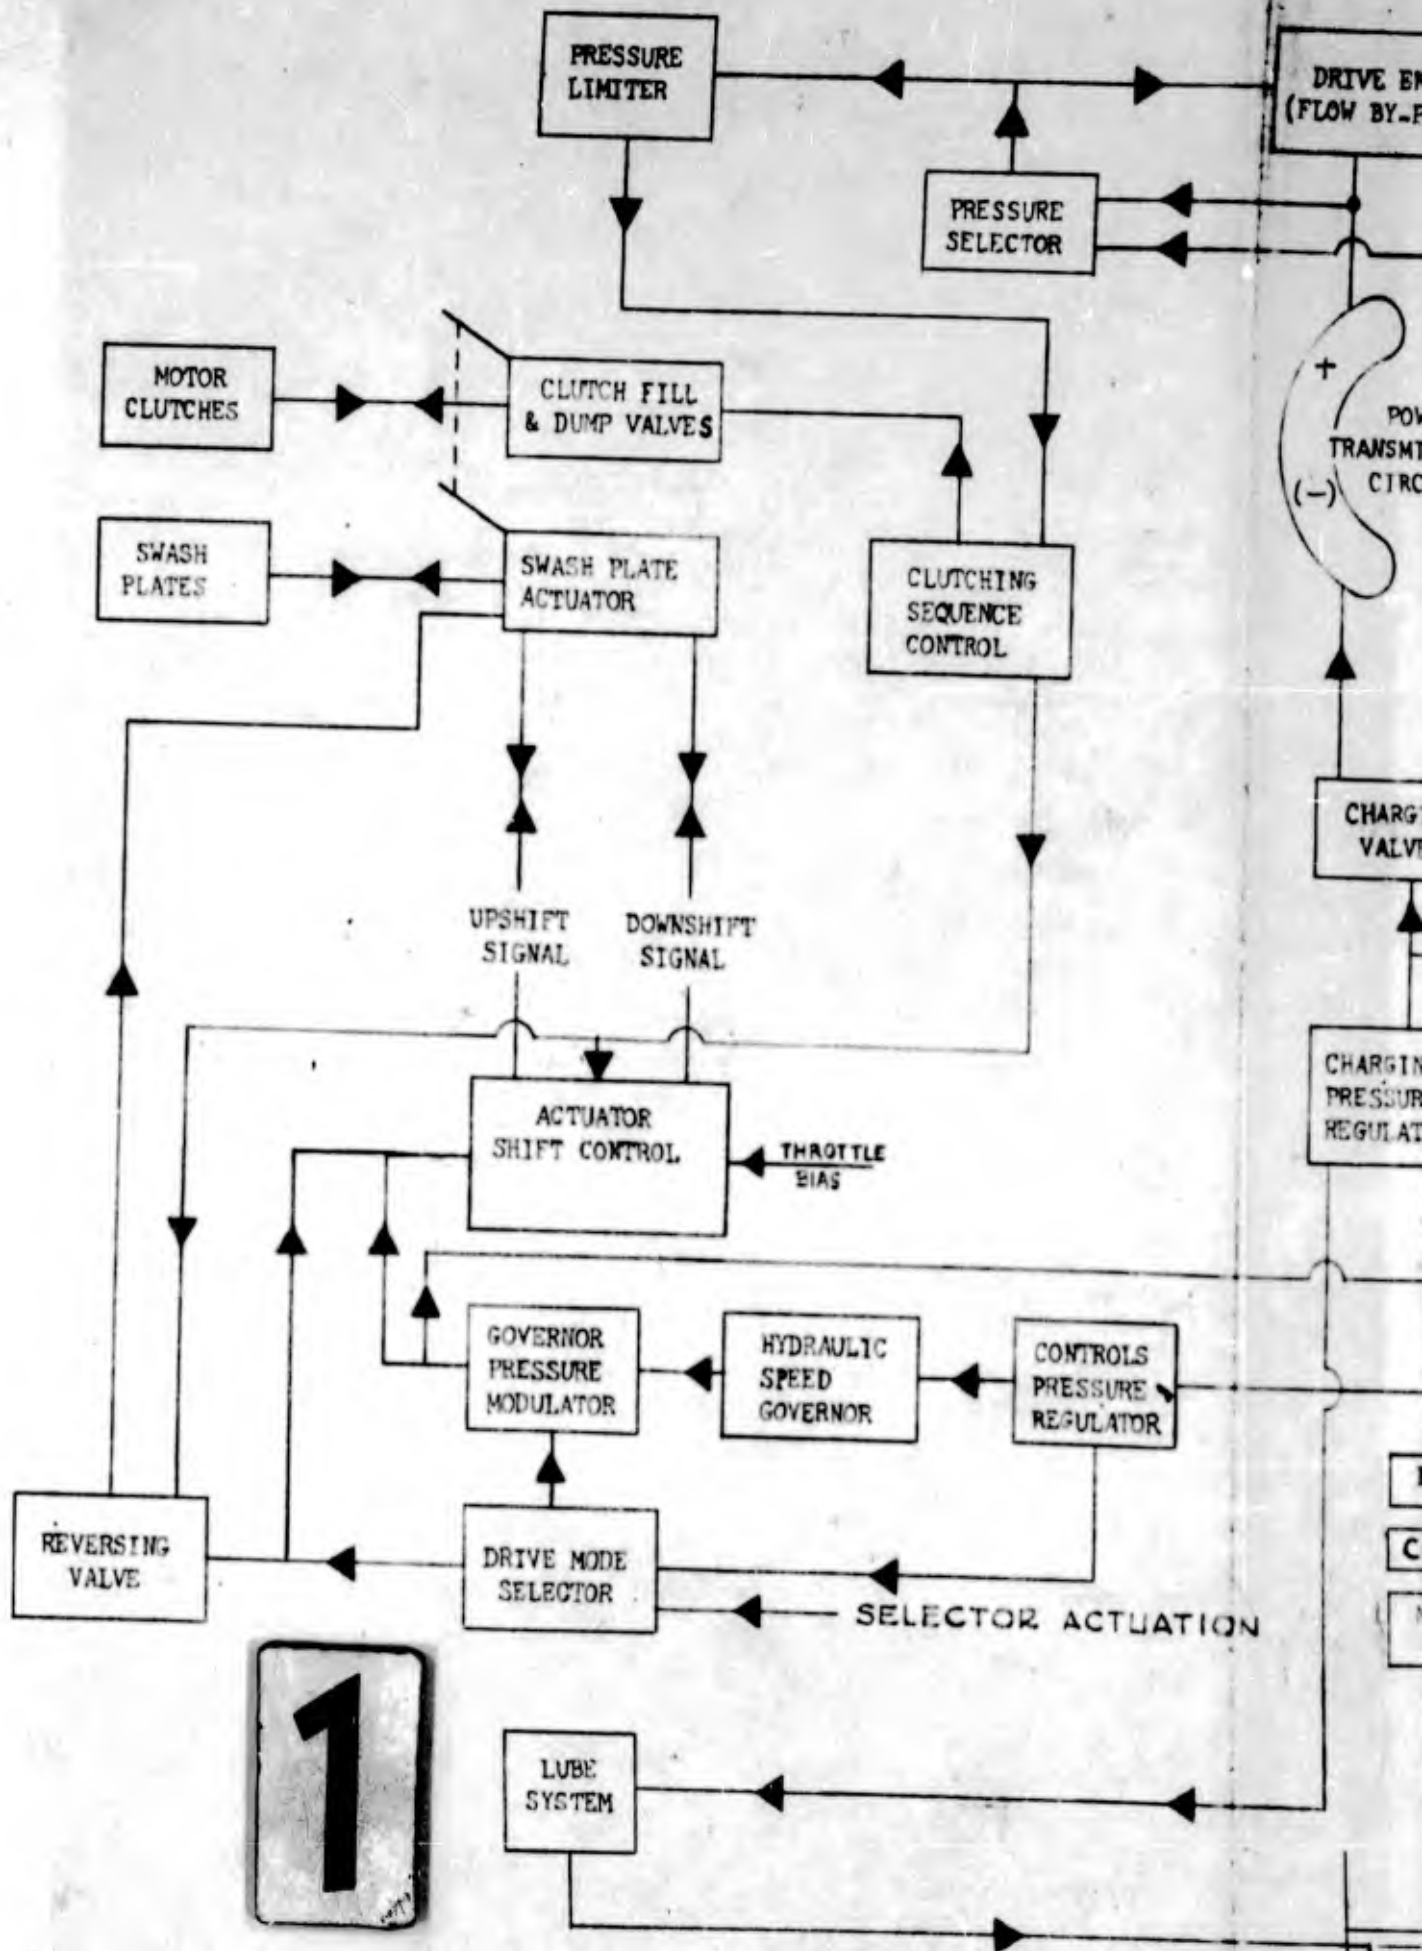 PRESSURE
LIMITER
DRIVE
(FLOW
PRESSURE
SELECTOR
MOTOR
CLUTCHES
CLUTCH FILL
& DUMP VALVES
+
(-)
SWASH
PLATES
SWASH PLATE
ACTUATOR
CLUTCHING
SEQUENCE
CONTROL
UPSHIFT
SIGNAL
DOWNSHIFT
SIGNAL
ACTUATOR
SHIFT CONTROL
THROTTLE
BIAS
GOVERNOR
PRESSURE
MODULATOR
HYDRAULIC
SPEED
GOVERNOR
CONTROLS
PRESSURE
REGULATOR
REVERSING
VALVE
DRIVE MODE
SELECTOR
SELECTOR ACTUATION
1
LUBE
SYSTEM